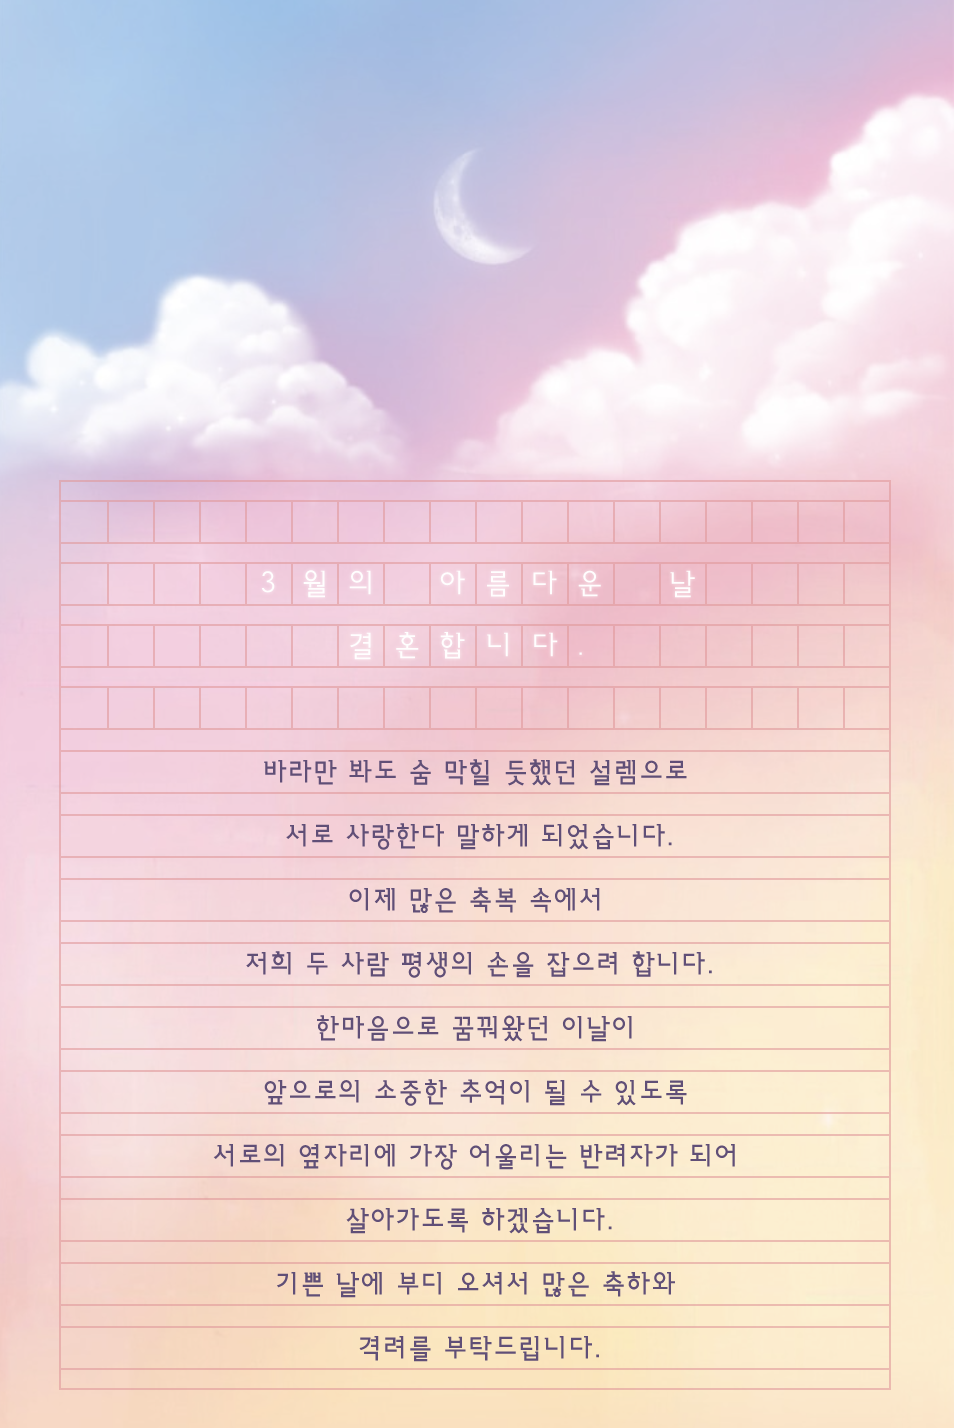 3월의 아름다운 날
결혼합니다.
바라만 봐도 숨 막힐 듯했던 설렘으로
서로 사랑한다 말하게 되었습니다.
이제 많은 축복 속에서
저희 두 사람 평생의 손을 잡으려 합니다.
한마음으로 꿈꿔왔던 이날이
앞으로의 소중한 추억이 될 수 있도록
서로의 옆자리에 가장 어울리는 반려자가 되어
살아가도록 하겠습니다.
기쁜 날에 부디 오셔서 많은 축하와
격려를 부탁드립니다.